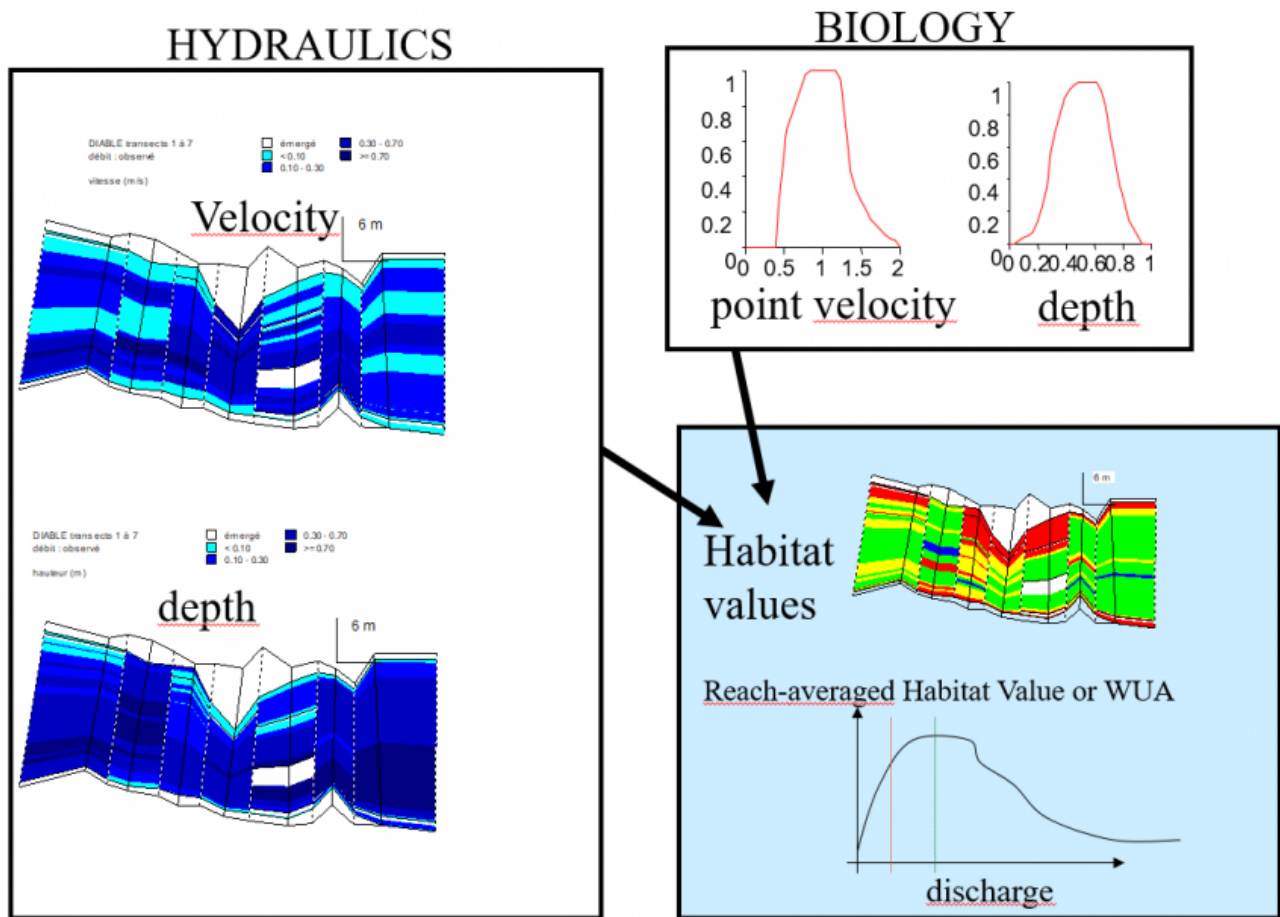 HYDRAULICS
DIABLE transects 1 à 7
débit : observé
vitesse (m/s)
émergé
< 0.10
0.10 - 0.30
0.30 - 0.70
>= 0.70
Velocity
6 m
DIABLE transects 1 à 7
débit : observé
hauteur (m)
émergé
< 0.10
0.10 - 0.30
0.30 - 0.70
>= 0.70
depth
6 m
BIOLOGY
1
0.8
0.6
0.4
0.2
0
0 0.5 1 1.5 2
point velocity
1
0.8
0.6
0.4
0.2
0
0 0.2 0.4 0.6 0.8 1
depth
6 m
Habitat
values
Reach-averaged Habitat Value or WUA
discharge